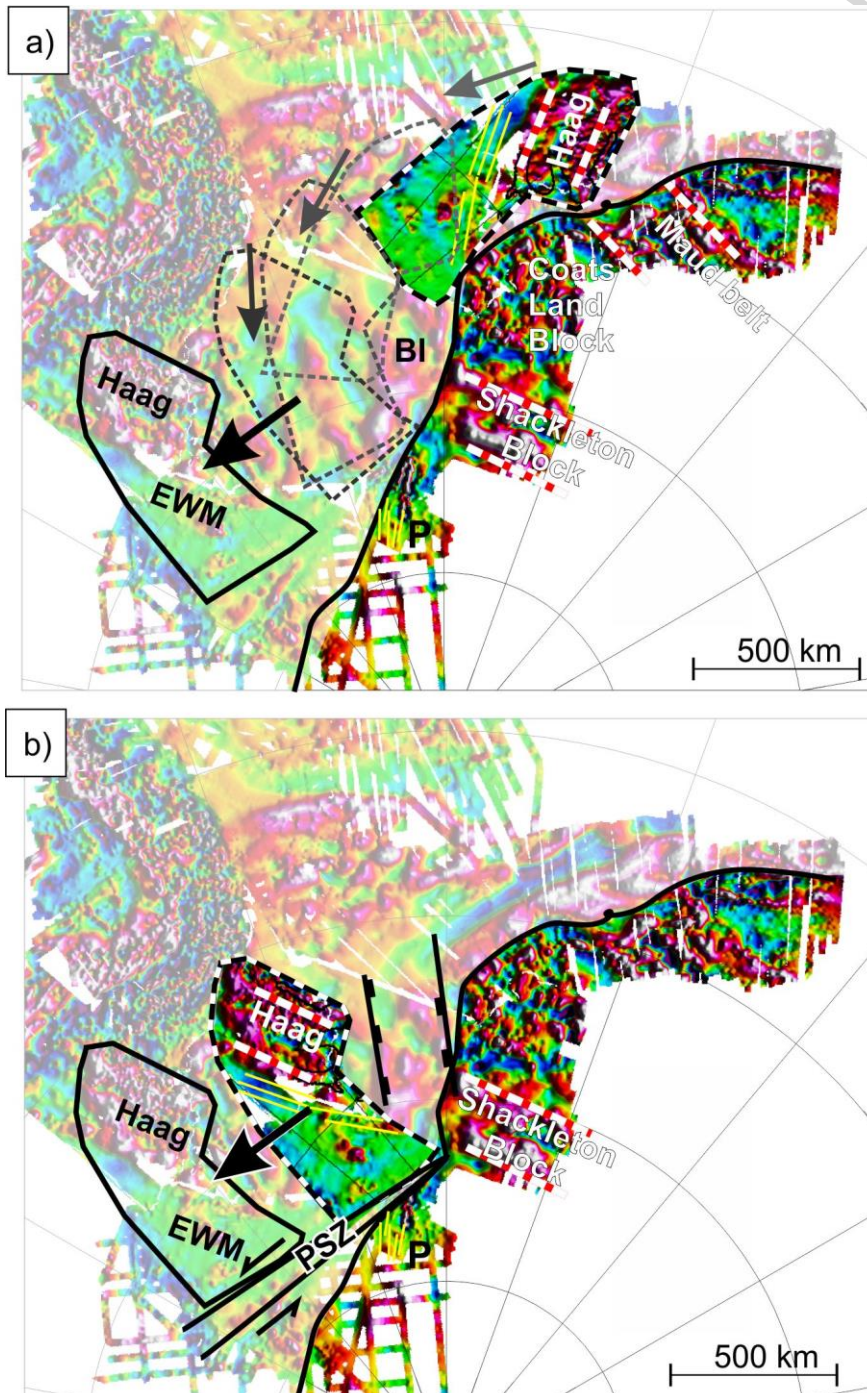 a)
Haag
Maud belt
Coats
Land
Block
BI
Haag
Shackleton
Block
EWM
P
500 km
b)
Haag
Shackleton
Block
Haag
EWM
PSZ
P
500 km